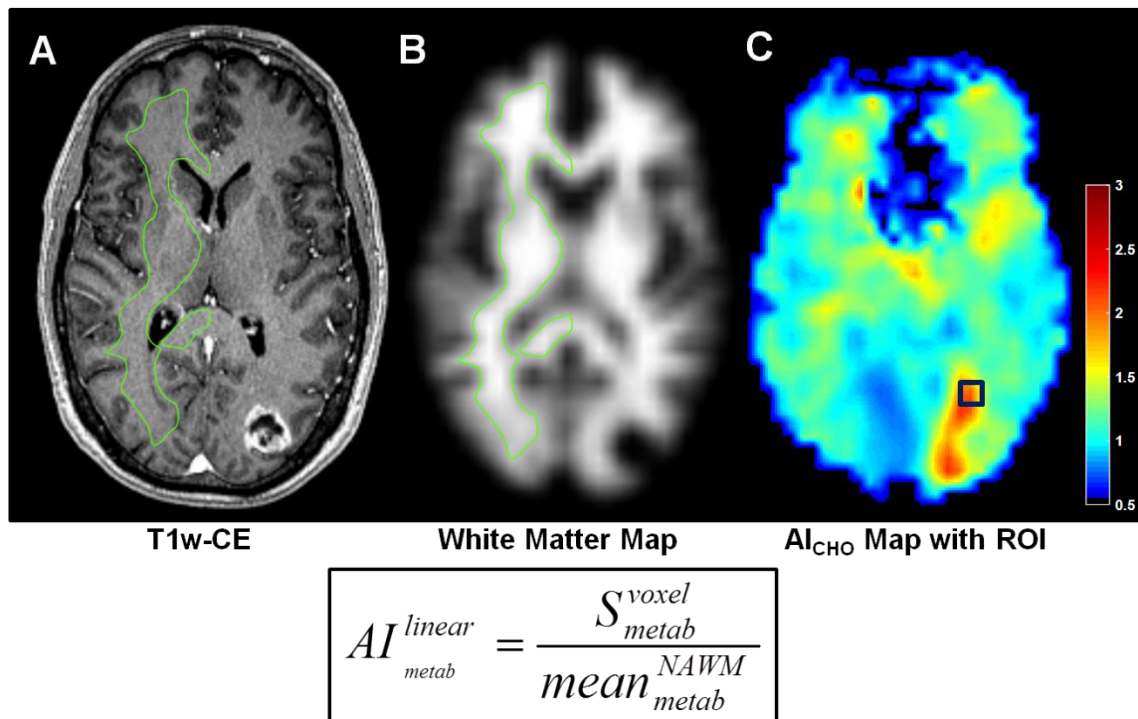 A B C
3
2.5
2
1.5
1
0.5
T1w-CE White Matter Map AI_CHO Map with ROI
AI_metab^linear = S_metab^voxel / mean_metab^NAWM